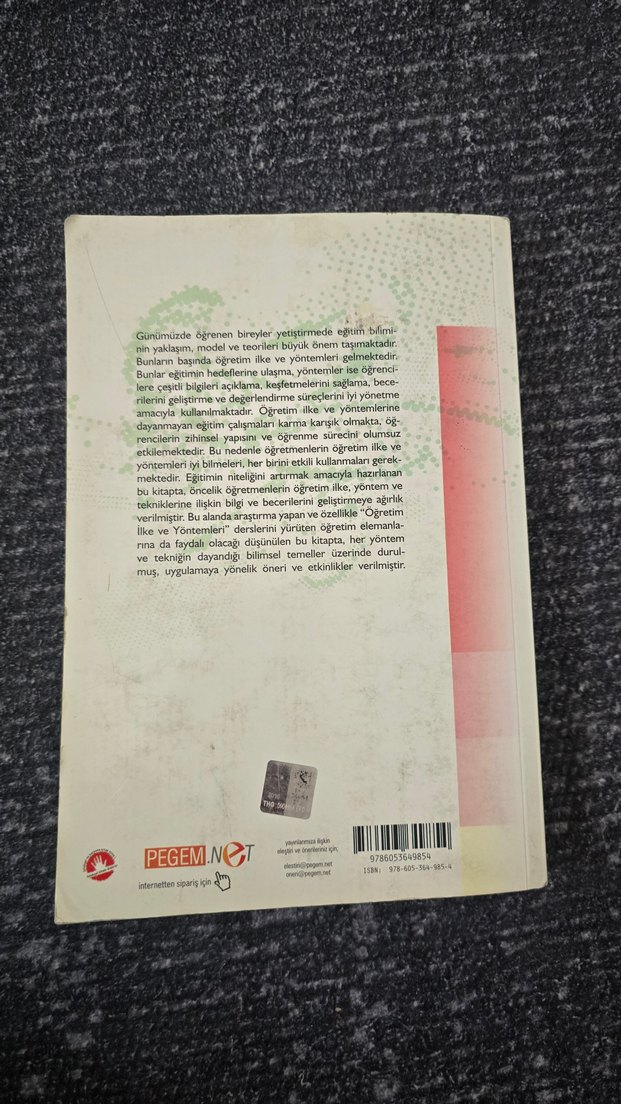 Günümüzde öğrenen bireyler yetiştirmede eğitim bilimi-
nin yaklaşım, model ve teorileri büyük önem taşımaktadır.
Bunların başında öğretim ilke ve yöntemleri gelmektedir.
Bunlar eğitimin hedeflerine ulaşma, yöntemler ise öğrenci-
lere çeşitli bilgileri açıklama, keşfetmelerini sağlama, bece-
rilerini geliştirme ve değerlendirme süreçlerini iyi yönetme
amacıyla kullanılmaktadır. Öğretim ilke ve yöntemlerine
dayanmayan eğitim çalışmaları karma karışık olmakta, öğ-
rencilerin zihinsel yapısını ve öğrenme sürecini olumsuz
etkilemektedir. Bu nedenle öğretmenlerin öğretim ilke ve
yöntemleri iyi bilmeleri, her birini etkili kullanmaları gerek-
mektedir. Eğitimin niteliğini artırmak amacıyla hazırlanan
bu kitapta, öncelik öğretmenlerin öğretim ilke, yöntem ve
tekniklerine ilişkin bilgi ve becerilerini geliştirmeye ağırlık
verilmiştir. Bu alanda araştırma yapan ve özellikle "Öğretim
İlke ve Yöntemleri" derslerini yürüten öğretim elemanla-
rına da faydalı olacağı düşünülen bu kitapta, her yöntem
ve tekniğin dayandığı bilimsel temeller üzerinde durul-
muş, uygulamaya yönelik öneri ve etkinlikler verilmiştir.
PEGEM.NeT
internetten sipariş için
yayınlarımıza ilişkin
eleştiri ve önerileriniz için,
elestiri@pegem.net
oneri@pegem.net
9786053649854
ISBN: 978-605-364-985-4